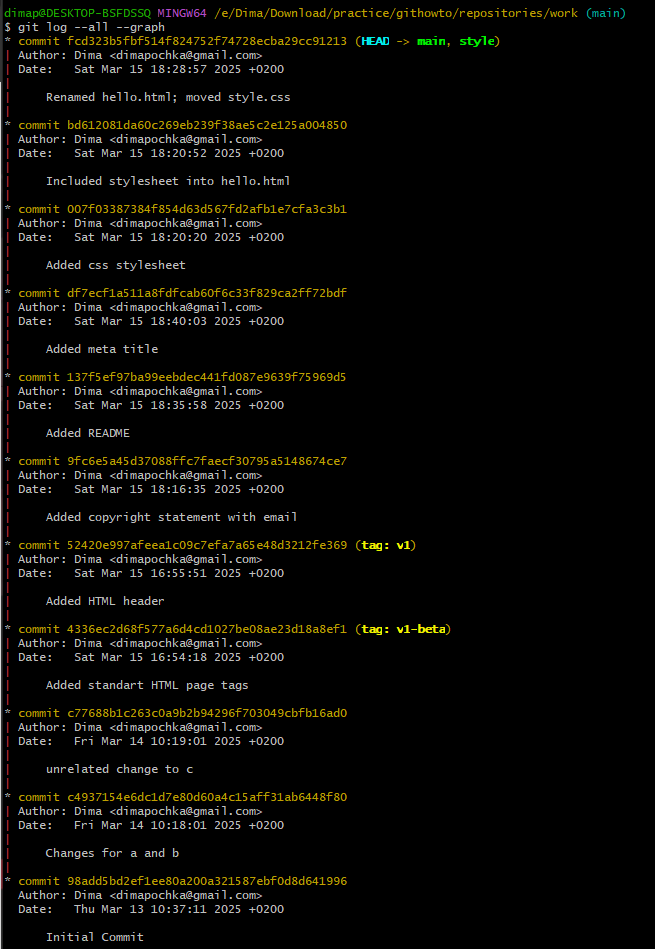 dimap@DESKTOP-BSFDSSQ MINGW64 /e/Dima/Download/practice/githowto/repositories/work (main)
$ git log --all --graph
* commit fcd323b5fbf514f824752f74728ecba29cc91213 (HEAD -> main, style)
| Author: Dima <dimapochka@gmail.com>
| Date:   Sat Mar 15 18:28:57 2025 +0200
|
|     Renamed hello.html; moved style.css
|
* commit bd612081da60c269eb239f38ae5c2e125a004850
| Author: Dima <dimapochka@gmail.com>
| Date:   Sat Mar 15 18:20:52 2025 +0200
|
|     Included stylesheet into hello.html
|
* commit 007f03387384f854d63d567fd2afb1e7cfa3c3b1
| Author: Dima <dimapochka@gmail.com>
| Date:   Sat Mar 15 18:20:20 2025 +0200
|
|     Added css stylesheet
|
* commit df7ecf1a511a8fdfcab60f6c33f829ca2ff72bdf
| Author: Dima <dimapochka@gmail.com>
| Date:   Sat Mar 15 18:40:03 2025 +0200
|
|     Added meta title
|
* commit 137f5ef97ba99eebdec441fd087e9639f75969d5
| Author: Dima <dimapochka@gmail.com>
| Date:   Sat Mar 15 18:35:58 2025 +0200
|
|     Added README
|
* commit 9fc6e5a45d37088ffc7faecf30795a5148674ce7
| Author: Dima <dimapochka@gmail.com>
| Date:   Sat Mar 15 18:16:35 2025 +0200
|
|     Added copyright statement with email
|
* commit 52420e997afeea1c09c7efa7a65e48d3212fe369 (tag: v1)
| Author: Dima <dimapochka@gmail.com>
| Date:   Sat Mar 15 16:55:51 2025 +0200
|
|     Added HTML header
|
* commit 4336ec2d68f577a6d4cd1027be08ae23d18a8ef1 (tag: v1-beta)
| Author: Dima <dimapochka@gmail.com>
| Date:   Sat Mar 15 16:54:18 2025 +0200
|
|     Added standart HTML page tags
|
* commit c77688b1c263c0a9b2b94296f703049cbfb16ad0
| Author: Dima <dimapochka@gmail.com>
| Date:   Fri Mar 14 10:19:01 2025 +0200
|
|     unrelated change to c
|
* commit c4937154e6dc1d7e80d60a4c15aff31ab6448f80
| Author: Dima <dimapochka@gmail.com>
| Date:   Fri Mar 14 10:18:01 2025 +0200
|
|     Changes for a and b
|
* commit 98add5bd2ef1ee80a200a321587ebf0d8d641996
  Author: Dima <dimapochka@gmail.com>
  Date:   Thu Mar 13 10:37:11 2025 +0200

      Initial Commit